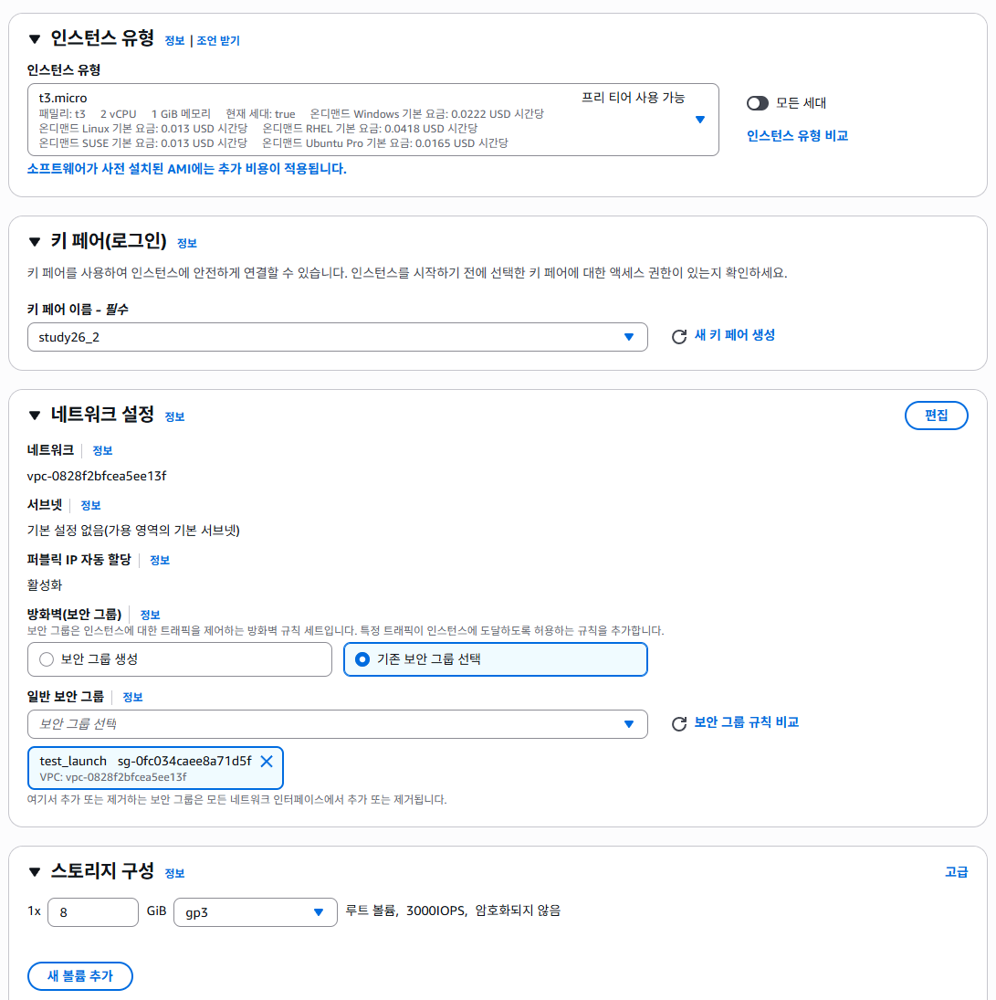 인스턴스 유형 정보 | 조언 받기
인스턴스 유형
t3.micro 프리 티어 사용 가능
패밀리: t3 2 vCPU 1 GiB 메모리 현재 세대: true 온디맨드 Windows 기본 요금: 0.0222 USD 시간당
온디맨드 Linux 기본 요금: 0.013 USD 시간당 온디맨드 RHEL 기본 요금: 0.0418 USD 시간당
온디맨드 SUSE 기본 요금: 0.013 USD 시간당 온디맨드 Ubuntu Pro 기본 요금: 0.0165 USD 시간당
모든 세대
인스턴스 유형 비교
소프트웨어가 사전 설치된 AMI에는 추가 비용이 적용됩니다.
키 페어(로그인) 정보
키 페어를 사용하여 인스턴스에 안전하게 연결할 수 있습니다. 인스턴스를 시작하기 전에 선택한 키 페어에 대한 액세스 권한이 있는지 확인하세요.
키 페어 이름 - 필수
study26_2 새 키 페어 생성
네트워크 설정 정보 편집
네트워크 정보
vpc-0828f2bfcea5ee13f
서브넷 정보
기본 설정 없음(가용 영역의 기본 서브넷)
퍼블릭 IP 자동 할당 정보
활성화
방화벽(보안 그룹) 정보
보안 그룹은 인스턴스에 대한 트래픽을 제어하는 방화벽 규칙 세트입니다. 특정 트래픽이 인스턴스에 도달하도록 허용하는 규칙을 추가합니다.
보안 그룹 생성 기존 보안 그룹 선택
일반 보안 그룹 정보
보안 그룹 선택 보안 그룹 규칙 비교
test_launch sg-0fc034caee8a71d5f
VPC: vpc-0828f2bfcea5ee13f
여기서 추가 또는 제거하는 보안 그룹은 모든 네트워크 인터페이스에서 추가 또는 제거됩니다.
스토리지 구성 정보 고급
1x 8 GiB gp3 루트 볼륨, 3000IOPS, 암호화되지 않음
새 볼륨 추가